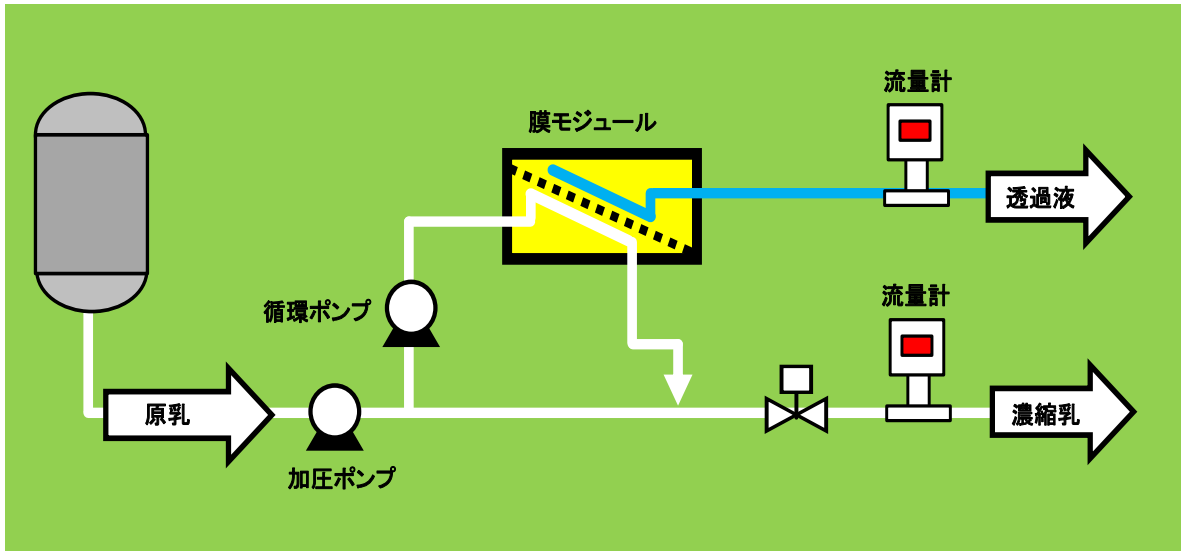 流量計
膜モジュール
透過液
循環ポンプ
流量計
原乳
濃縮乳
加圧ポンプ